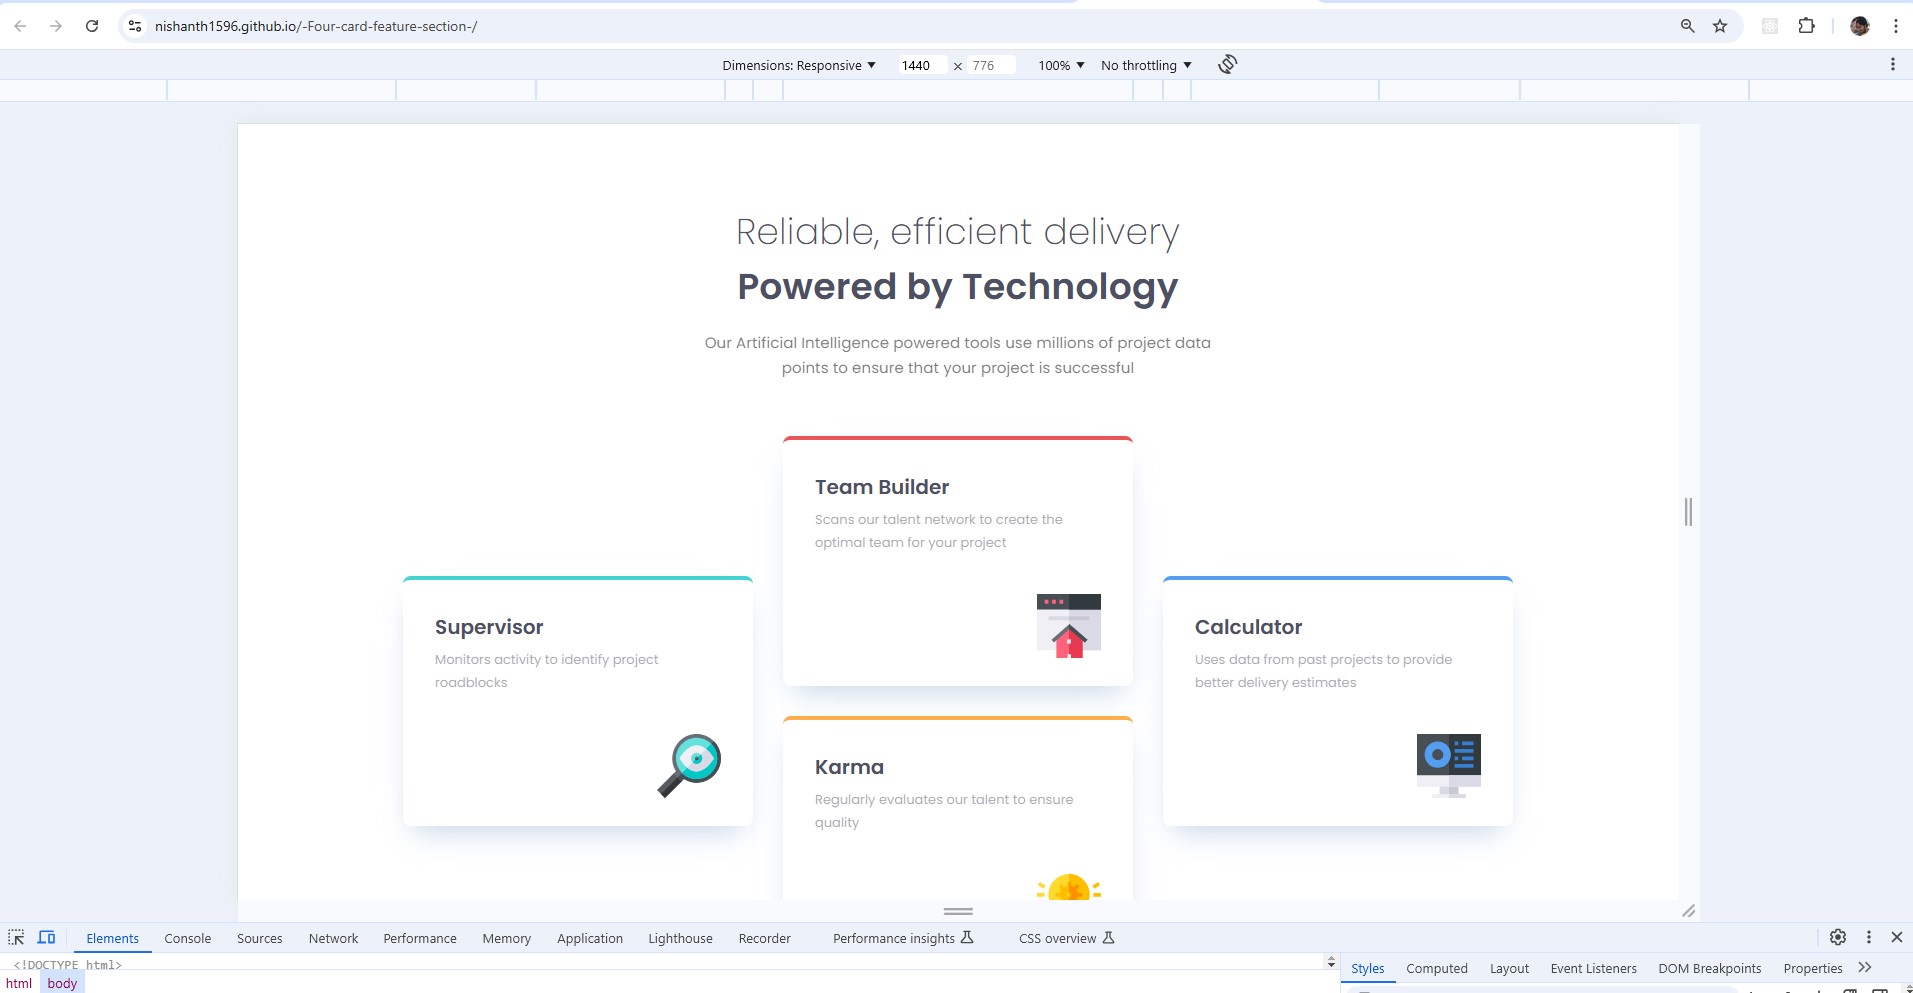 nishanth1596.github.io/-Four-card-feature-section-/
Dimensions: Responsive 1440 × 776 100% No throttling
Reliable, efficient delivery
Powered by Technology
Our Artificial Intelligence powered tools use millions of project data
points to ensure that your project is successful
Team Builder
Scans our talent network to create the
optimal team for your project
Supervisor
Monitors activity to identify project
roadblocks
Calculator
Uses data from past projects to provide
better delivery estimates
Karma
Regularly evaluates our talent to ensure
quality
Elements Console Sources Network Performance Memory Application Lighthouse Recorder Performance insights CSS overview
<!DOCTYPE html>
html body
Styles Computed Layout Event Listeners DOM Breakpoints Properties